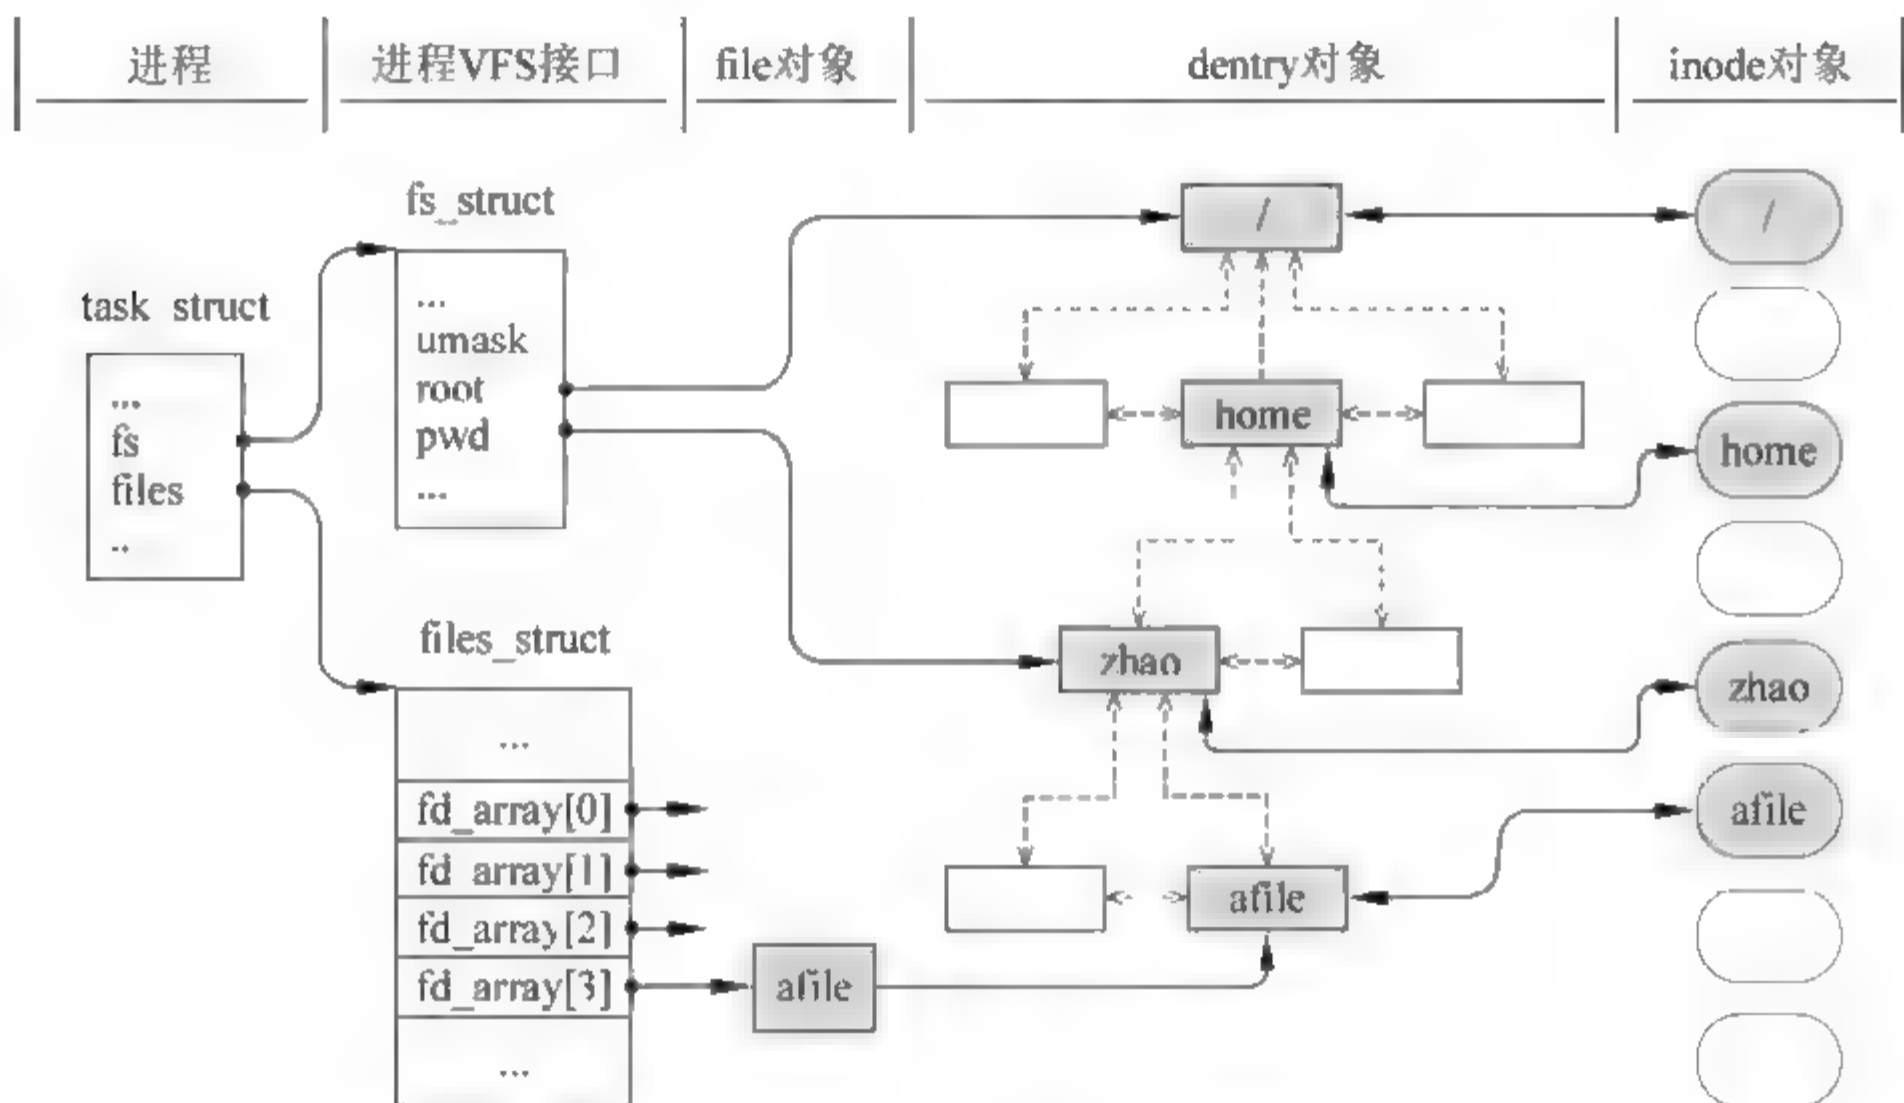 进程
进程VFS接口
file对象
dentry对象
inode对象
task_struct
...
fs
files
..
fs_struct
...
umask
root
pwd
...
files_struct
...
fd_array[0]
fd_array[1]
fd_array[2]
fd_array[3]
...
afile
/
home
zhao
afile
/
home
zhao
afile